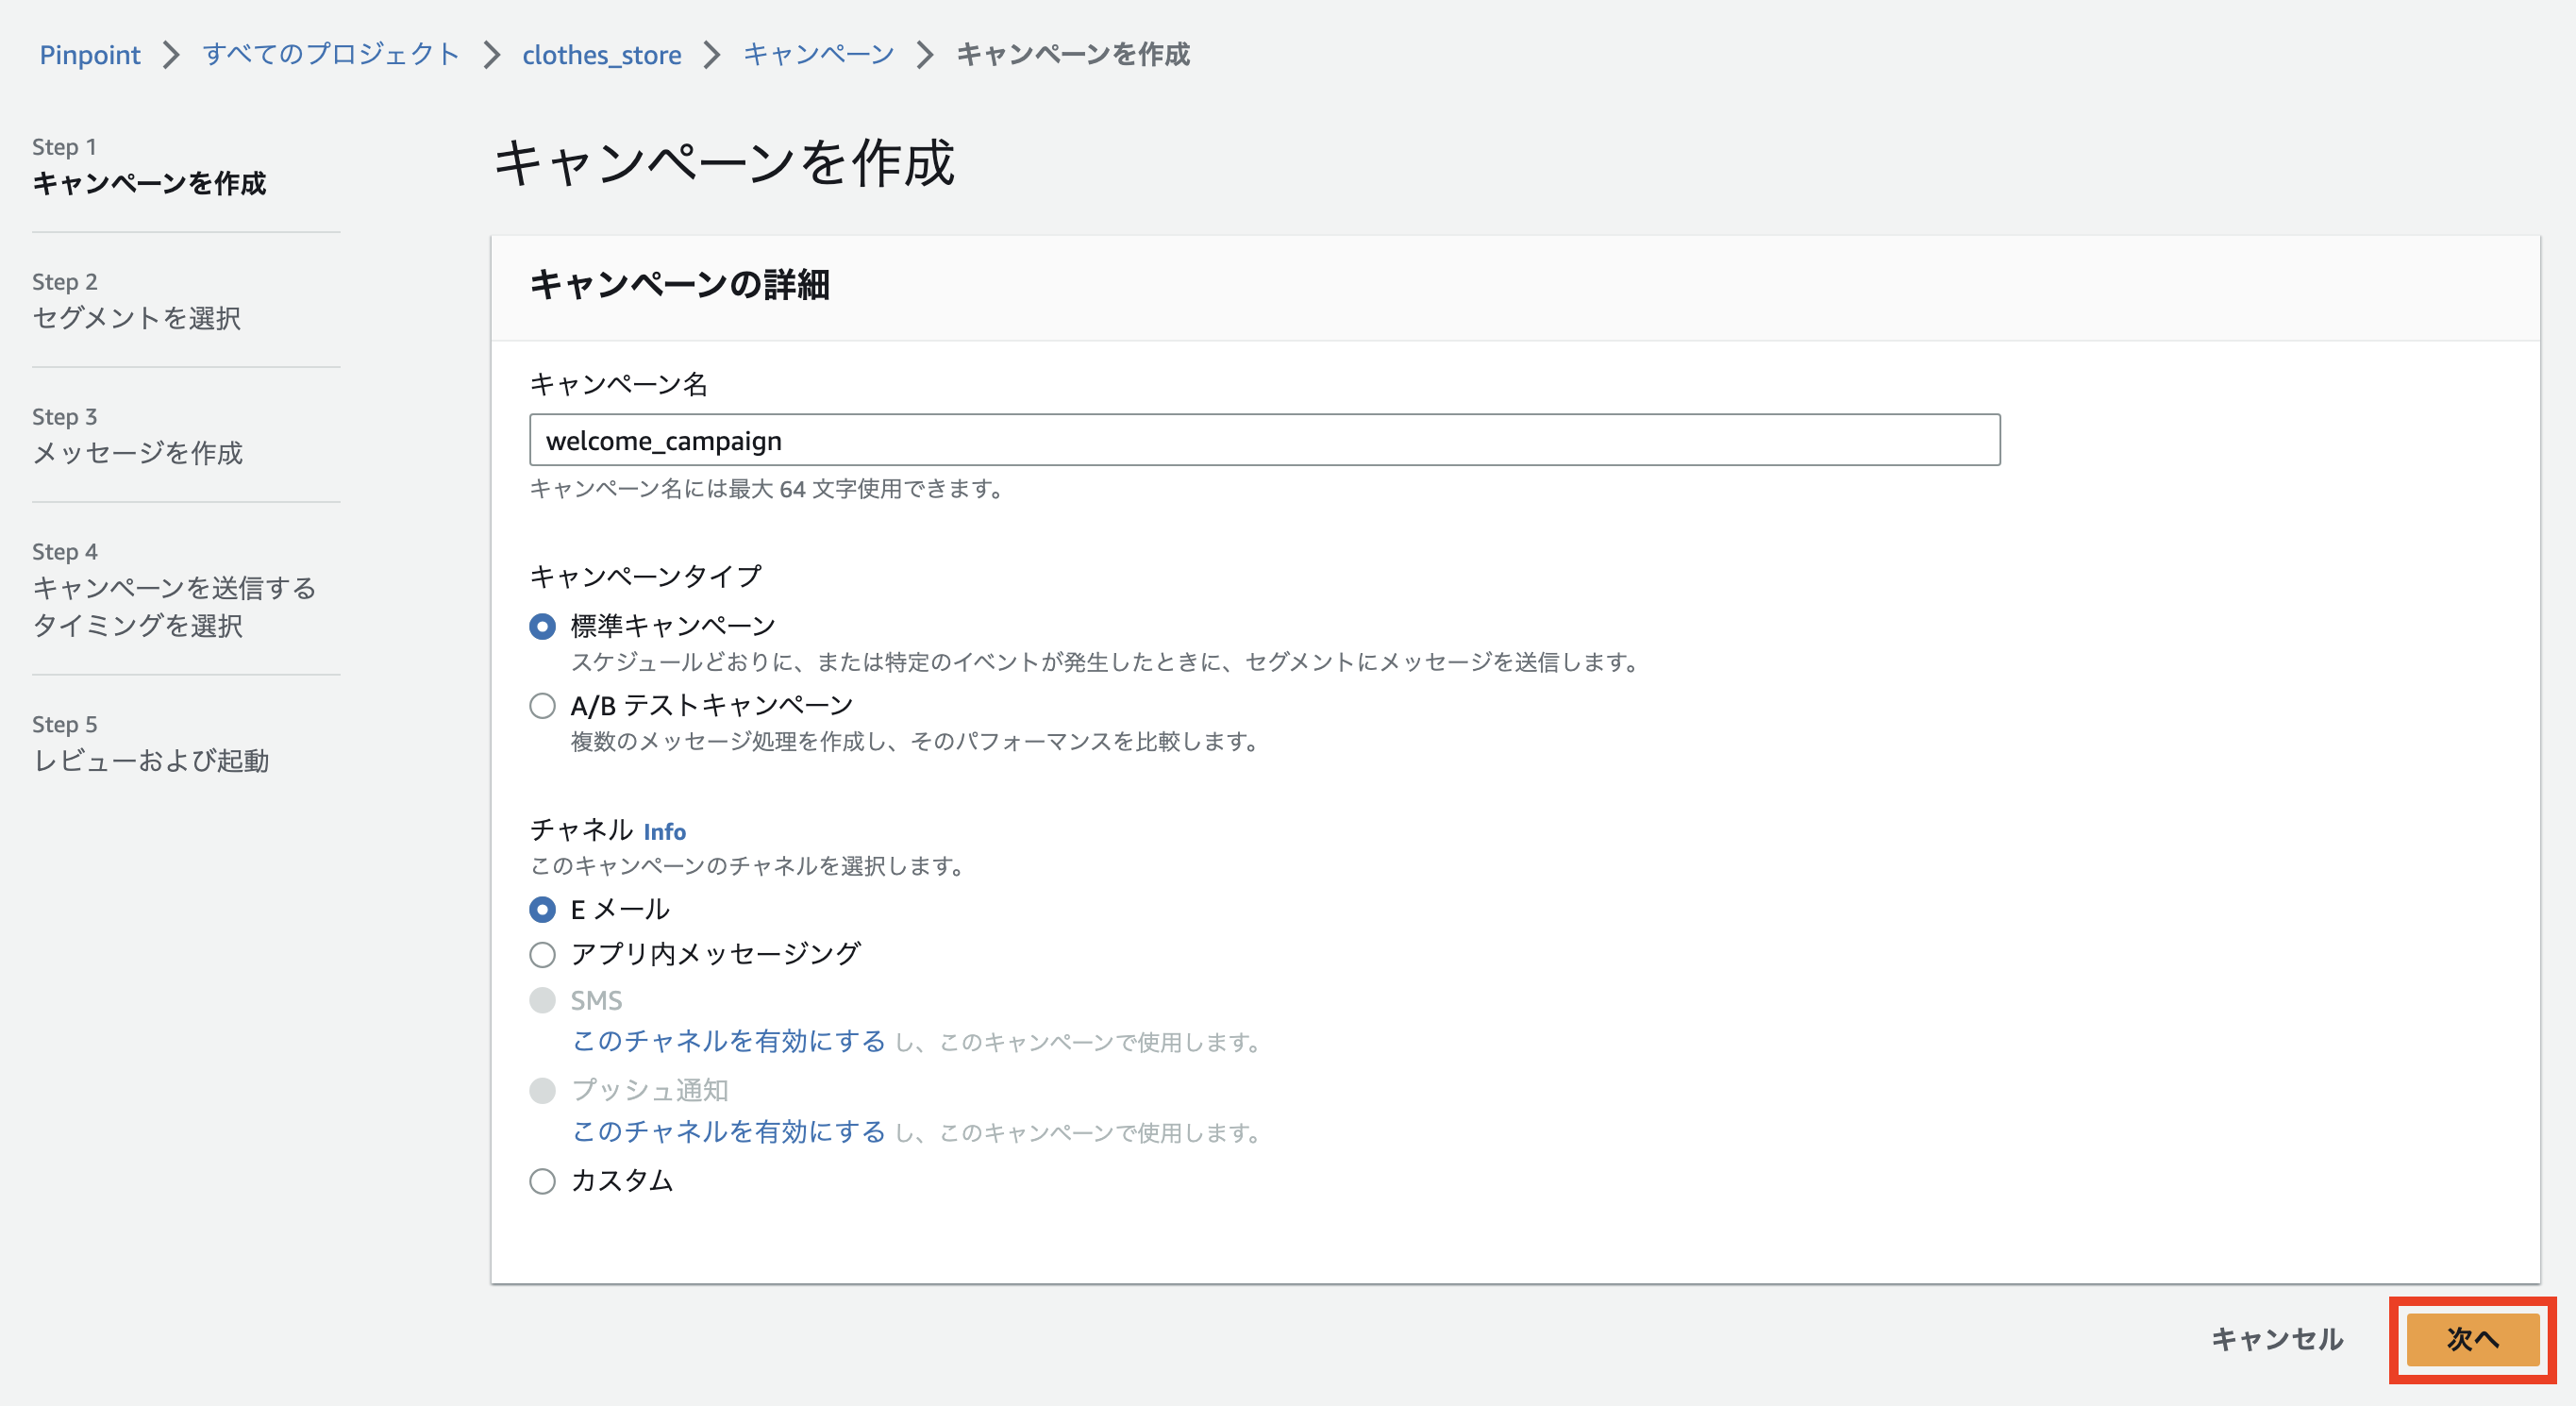 Pinpoint > すべてのプロジェクト > clothes_store > キャンペーン > キャンペーンを作成
Step 1
キャンペーンを作成
Step 2
セグメントを選択
Step 3
メッセージを作成
Step 4
キャンペーンを送信する
タイミングを選択
Step 5
レビューおよび起動
キャンペーンを作成
キャンペーンの詳細
キャンペーン名
welcome_campaign
キャンペーン名には最大 64 文字使用できます。
キャンペーンタイプ
標準キャンペーン
スケジュールどおりに、または特定のイベントが発生したときに、セグメントにメッセージを送信します。
A/B テストキャンペーン
複数のメッセージ処理を作成し、そのパフォーマンスを比較します。
チャネル Info
このキャンペーンのチャネルを選択します。
E メール
アプリ内メッセージング
SMS
このチャネルを有効にする し、このキャンペーンで使用します。
プッシュ通知
このチャネルを有効にする し、このキャンペーンで使用します。
カスタム
キャンセル 次へ